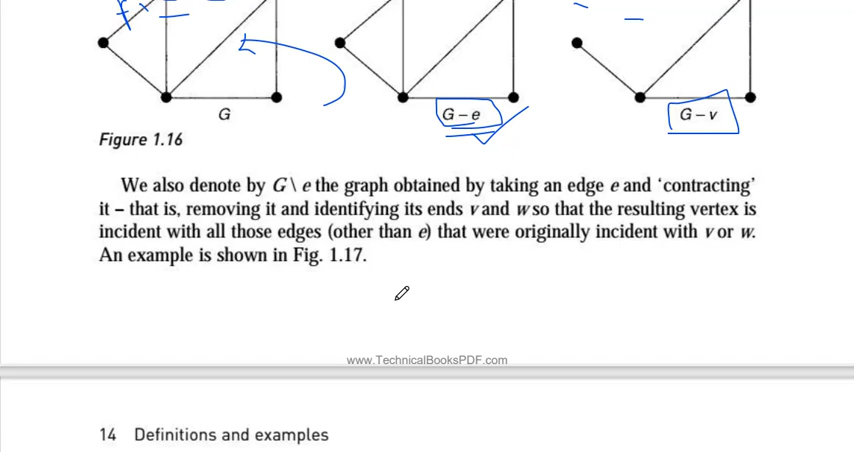 f
G
G – e
G – v
Figure 1.16
We also denote by G \ e the graph obtained by taking an edge e and ‘contracting’
it – that is, removing it and identifying its ends v and w so that the resulting vertex is
incident with all those edges (other than e) that were originally incident with v or w.
An example is shown in Fig. 1.17.
www.TechnicalBooksPDF.com
14 Definitions and examples